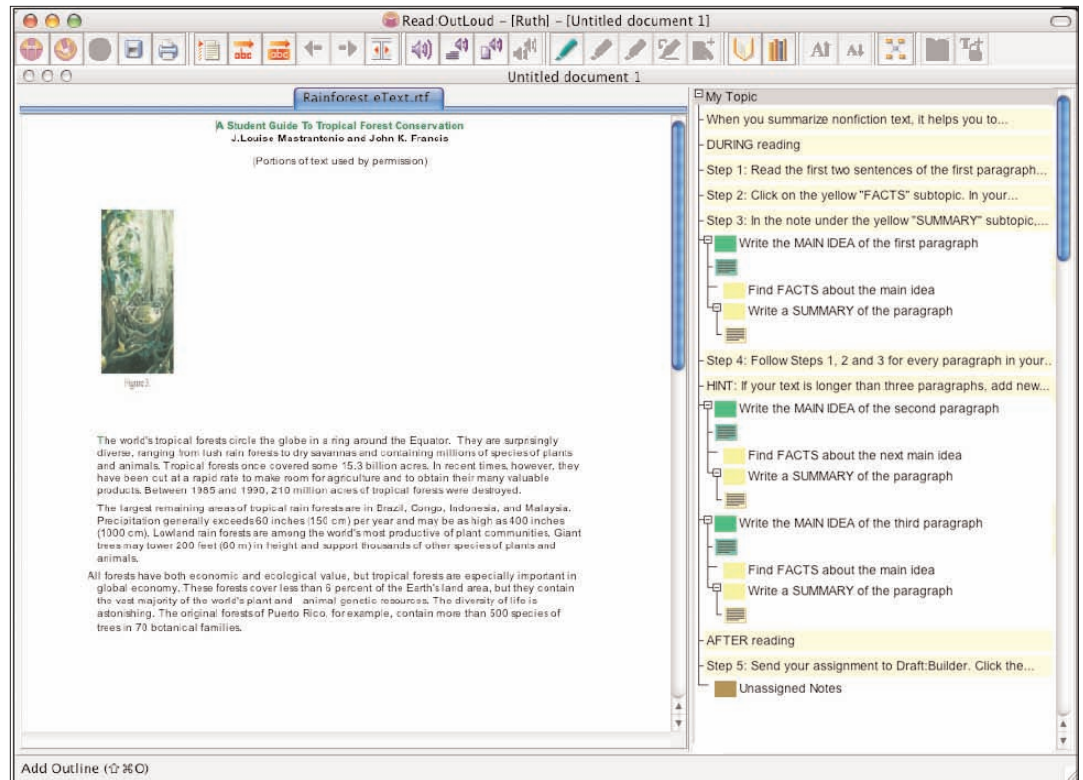 Read OutLoud – [Ruth] – [Untitled document 1]
abc
abc
Untitled document 1
Rainforest eText.rtf
A Student Guide To Tropical Forest Conservation
J.Louise Mastrantonio and John K. Francis
(Portions of text used by permission)
Figure 3.
The world's tropical forests circle the globe in a ring around the Equator. They are surprisingly
diverse, ranging from lush rain forests to dry savannas and containing millions of species of plants
and animals. Tropical forests once covered some 15.3 billion acres. In recent times, however, they
have been cut at a rapid rate to make room for agriculture and to obtain their many valuable
products. Between 1985 and 1990, 210 million acres of tropical forests were destroyed.
The largest remaining areas of tropical rain forests are in Brazil, Congo, Indonesia, and Malaysia.
Precipitation generally exceeds 60 inches (150 cm) per year and may be as high as 400 inches
(1000 cm). Lowland rain forests are among the world's most productive of plant communities. Giant
trees may tower 200 feet (60 m) in height and support thousands of other species of plants and
animals.
All forests have both economic and ecological value, but tropical forests are especially important in
global economy. These forests cover less than 6 percent of the Earth's land area, but they contain
the vast majority of the world's plant and animal genetic resources. The diversity of life is
astonishing. The original forests of Puerto Rico, for example, contain more than 500 species of
trees in 70 botanical families.
My Topic
When you summarize nonfiction text, it helps you to...
DURING reading
Step 1: Read the first two sentences of the first paragraph...
Step 2: Click on the yellow "FACTS" subtopic. In your...
Step 3: In the note under the yellow "SUMMARY" subtopic,...
Write the MAIN IDEA of the first paragraph
Find FACTS about the main idea
Write a SUMMARY of the paragraph
Step 4: Follow Steps 1, 2 and 3 for every paragraph in your..
HINT: If your text is longer than three paragraphs, add new...
Write the MAIN IDEA of the second paragraph
Find FACTS about the next main idea
Write a SUMMARY of the paragraph
Write the MAIN IDEA of the third paragraph
Find FACTS about the main idea
Write a SUMMARY of the paragraph
AFTER reading
Step 5: Send your assignment to Draft:Builder. Click the...
Unassigned Notes
Add Outline (⇧⌘O)